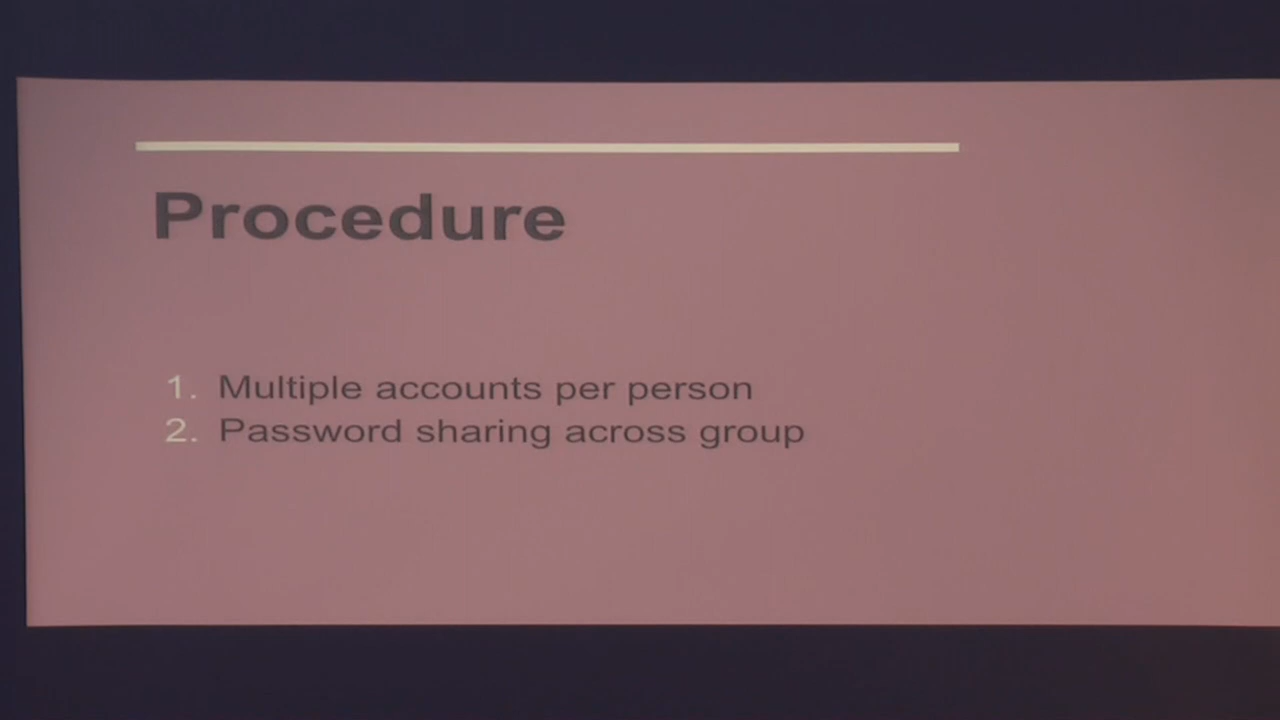 Procedure
1. Multiple accounts per person
2. Password sharing across group